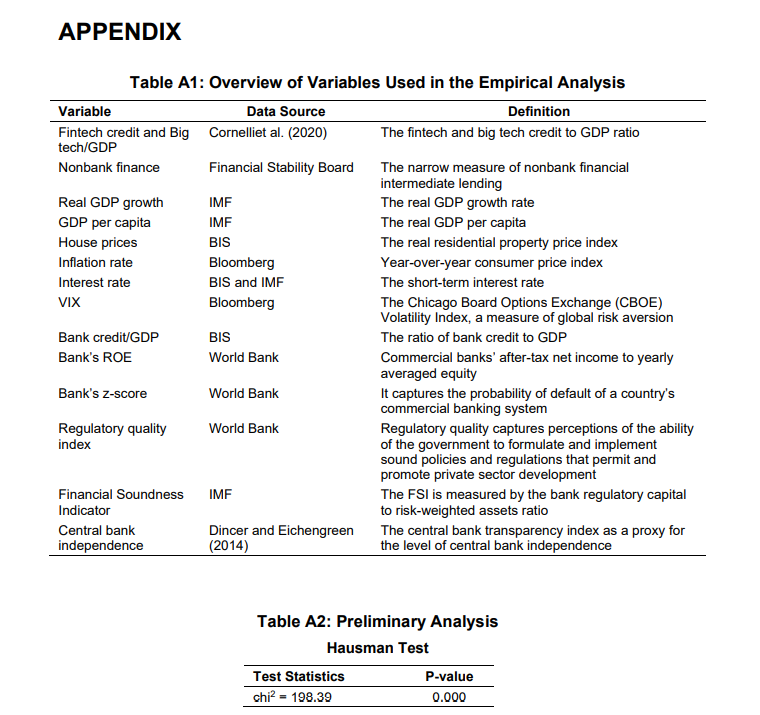 APPENDIX
Table A1: Overview of Variables Used in the Empirical Analysis
Variable Data Source Definition
Fintech credit and Big Cornelliet al. (2020) The fintech and big tech credit to GDP ratio
tech/GDP
Nonbank finance Financial Stability Board The narrow measure of nonbank financial
intermediate lending
Real GDP growth IMF The real GDP growth rate
GDP per capita IMF The real GDP per capita
House prices BIS The real residential property price index
Inflation rate Bloomberg Year-over-year consumer price index
Interest rate BIS and IMF The short-term interest rate
VIX Bloomberg The Chicago Board Options Exchange (CBOE)
Volatility Index, a measure of global risk aversion
Bank credit/GDP BIS The ratio of bank credit to GDP
Bank's ROE World Bank Commercial banks' after-tax net income to yearly
averaged equity
Bank's z-score World Bank It captures the probability of default of a country's
commercial banking system
Regulatory quality World Bank Regulatory quality captures perceptions of the ability
index of the government to formulate and implement
sound policies and regulations that permit and
promote private sector development
Financial Soundness IMF The FSI is measured by the bank regulatory capital
Indicator to risk-weighted assets ratio
Central bank Dincer and Eichengreen The central bank transparency index as a proxy for
independence (2014) the level of central bank independence
Table A2: Preliminary Analysis
Hausman Test
Test Statistics P-value
chi² = 198.39 0.000